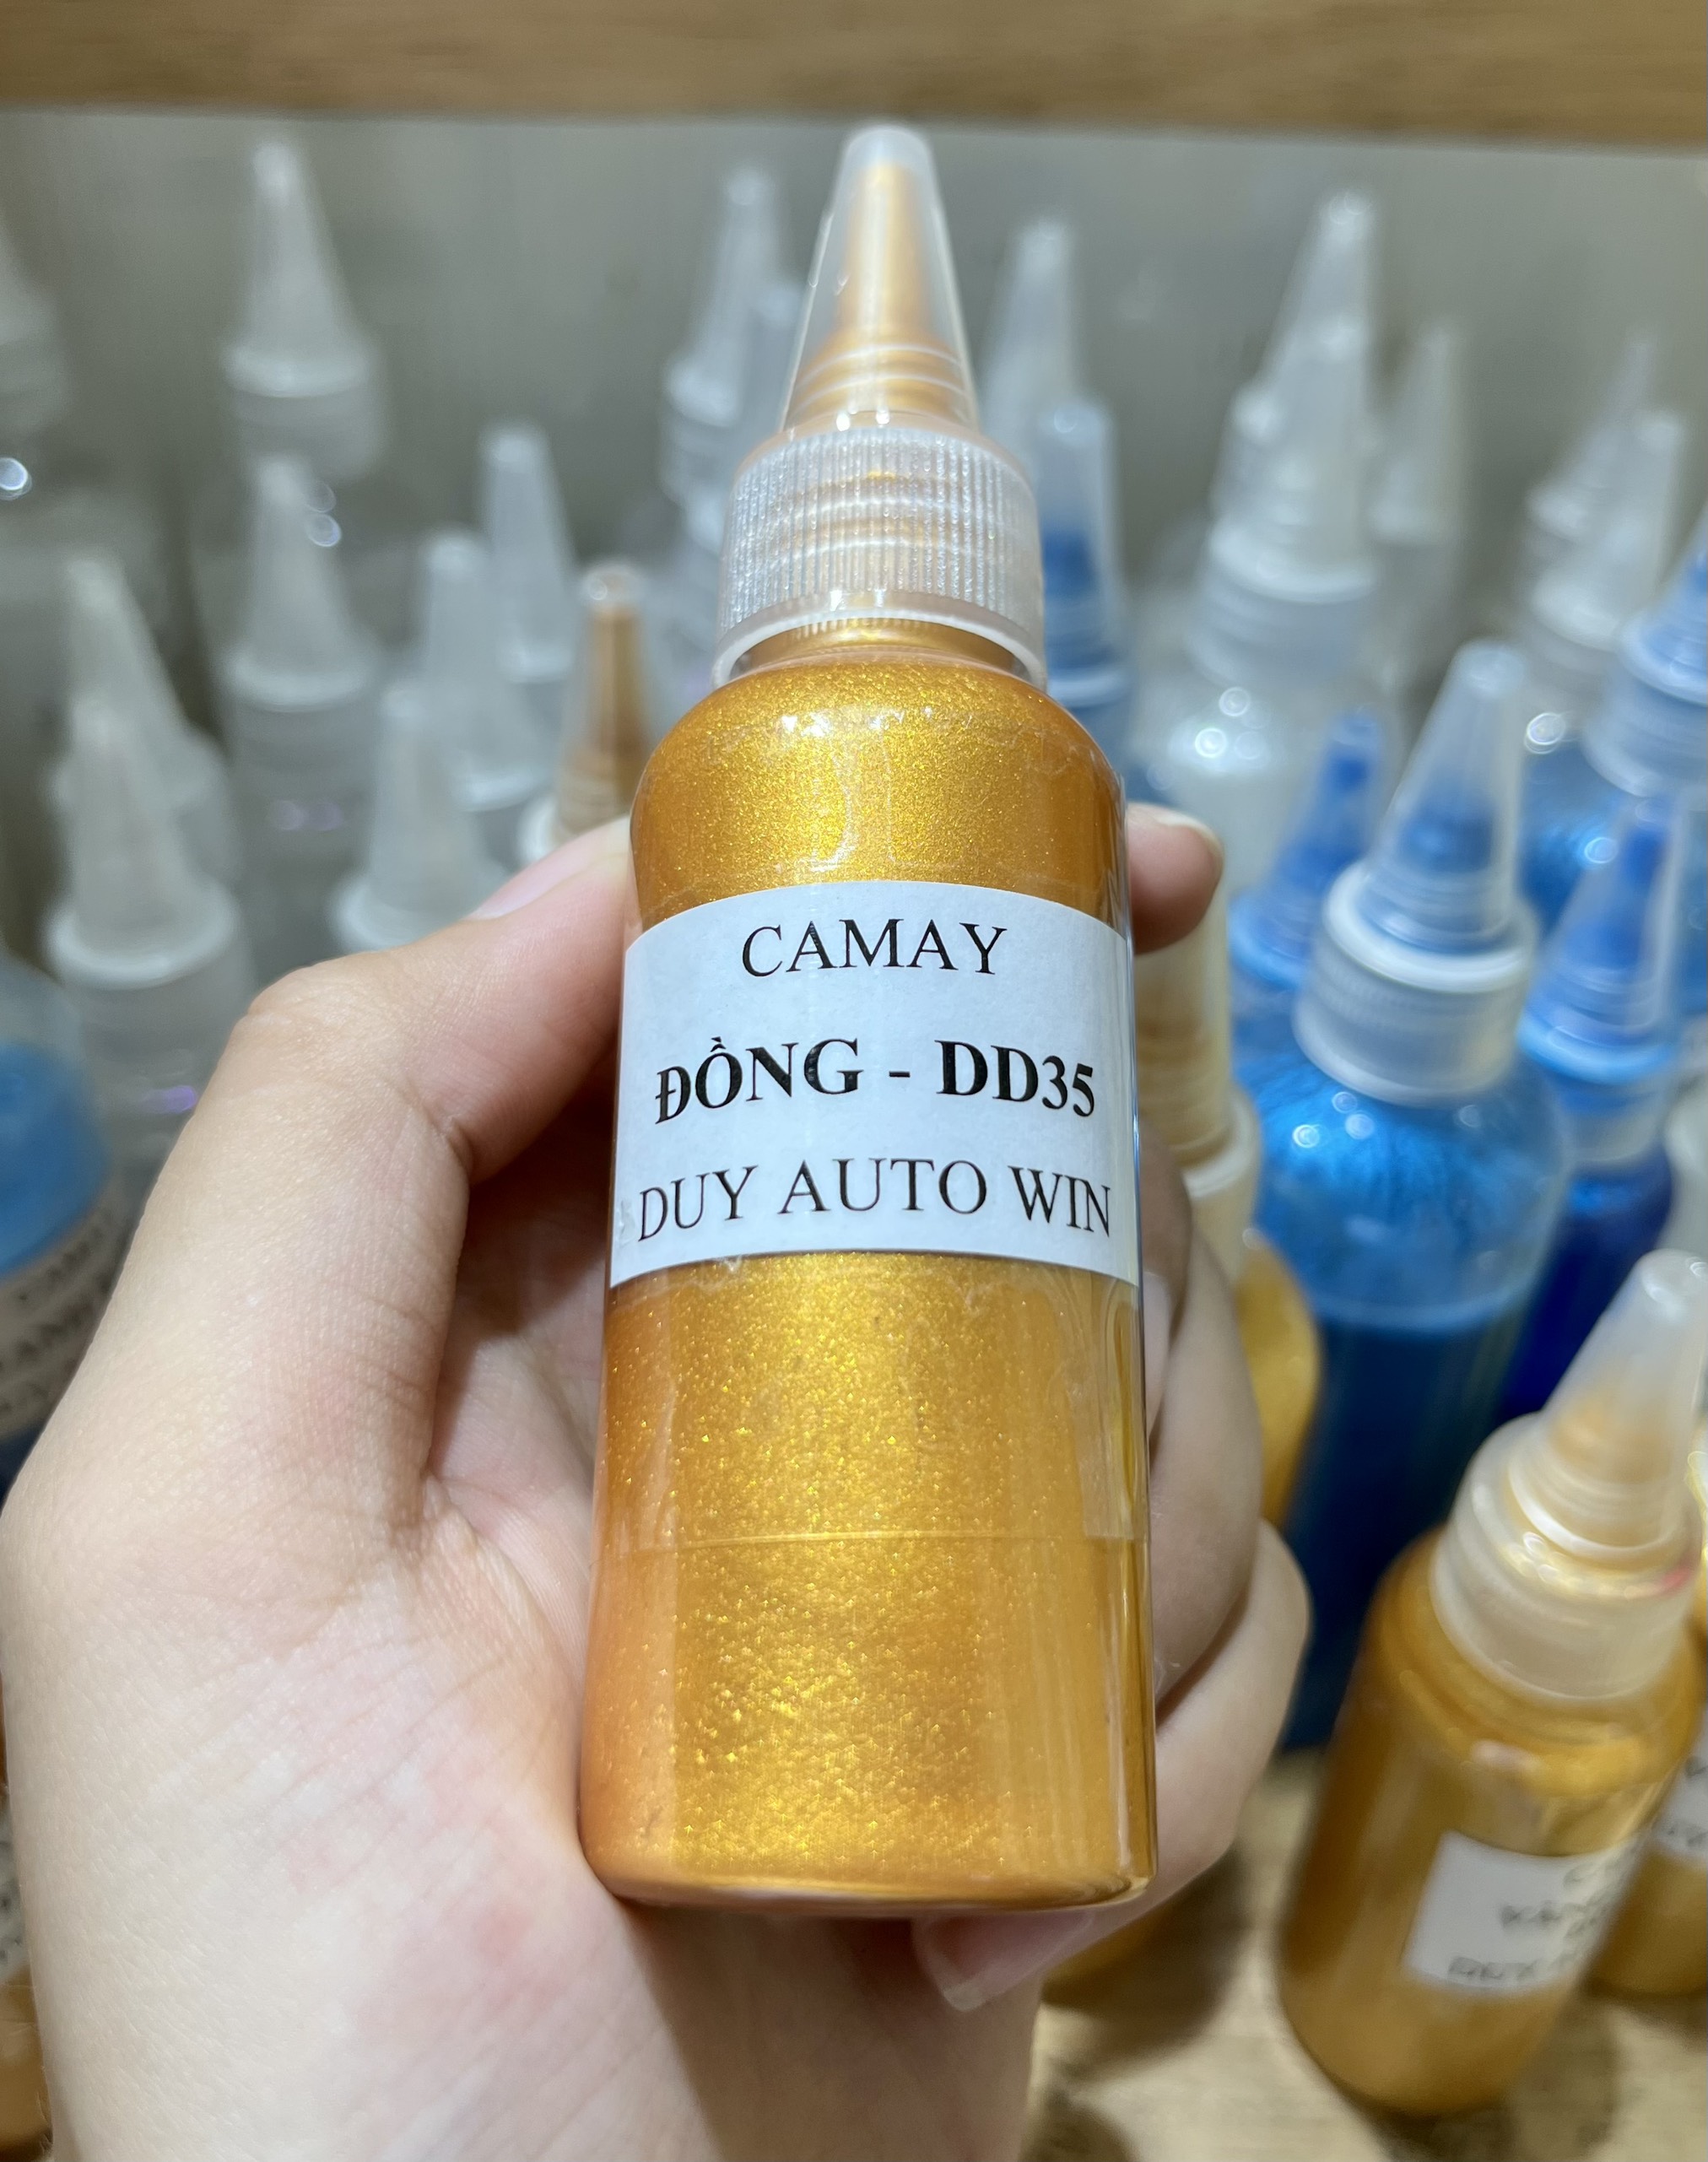 CAMAY
ĐỒNG - DD35
DUY AUTO WIN